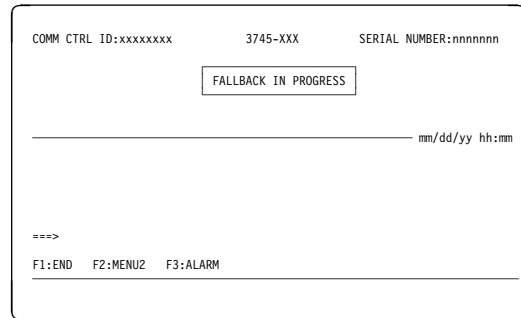 COMM CTRL ID:xxxxxxxx 3745-XXX SERIAL NUMBER:nnnnnnn
FALLBACK IN PROGRESS
mm/dd/yy hh:mm
===>
F1:END F2:MENU2 F3:ALARM